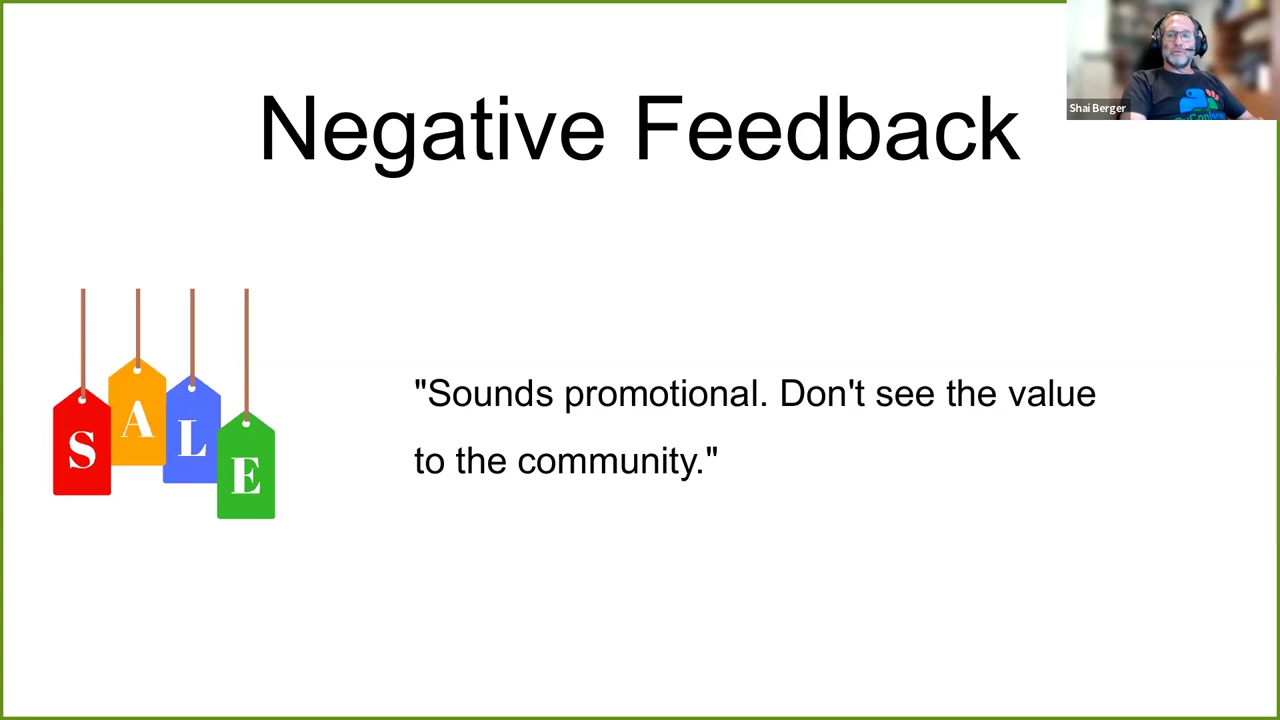 Negative Feedback
Shai Berger
S A L E
"Sounds promotional. Don't see the value
to the community."